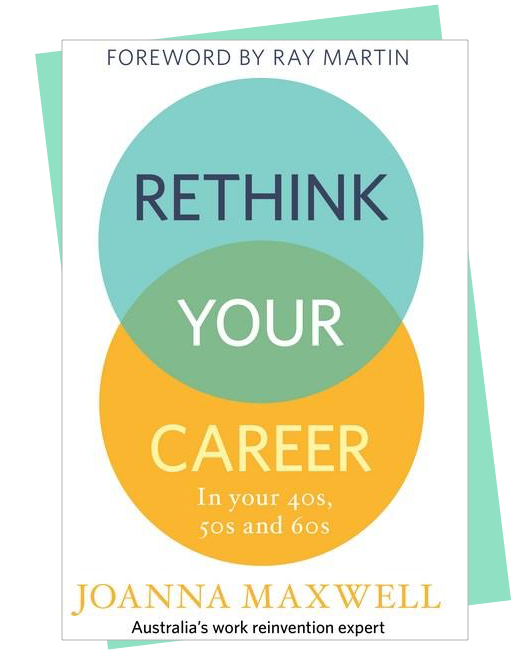 FOREWORD BY RAY MARTIN
RETHINK
YOUR
CAREER
In your 40s,
50s and 60s
JOANNA MAXWELL
Australia's work reinvention expert